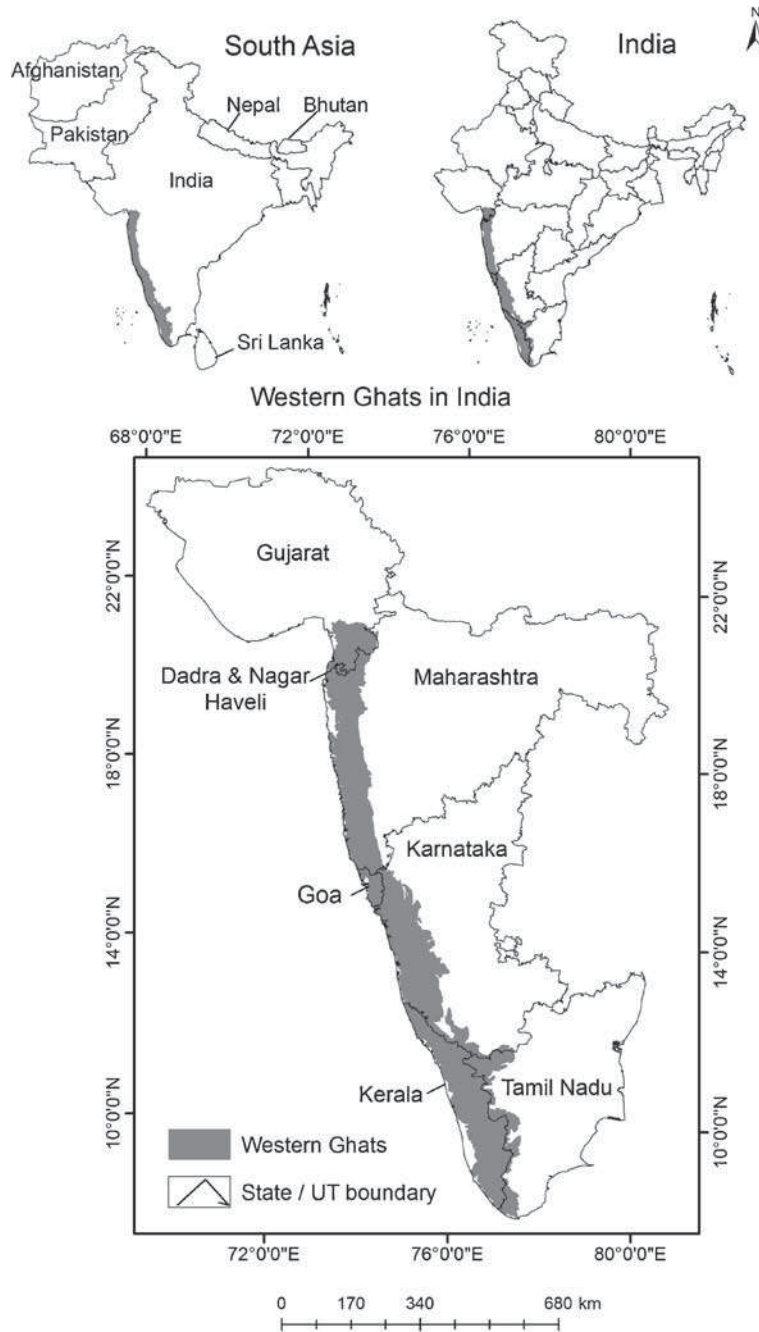 South Asia
India
N
Afghanistan
Pakistan
Nepal
Bhutan
India
Sri Lanka
Western Ghats in India
68°0'0"E
72°0'0"E
76°0'0"E
80°0'0"E
22°0'0"N
18°0'0"N
14°0'0"N
10°0'0"N
Gujarat
Dadra & Nagar
Haveli
Maharashtra
Karnataka
Goa
Kerala
Tamil Nadu
Western Ghats
State / UT boundary
22°0'0"N
18°0'0"N
14°0'0"N
10°0'0"N
72°0'0"E
76°0'0"E
80°0'0"E
0 170 340 680 km